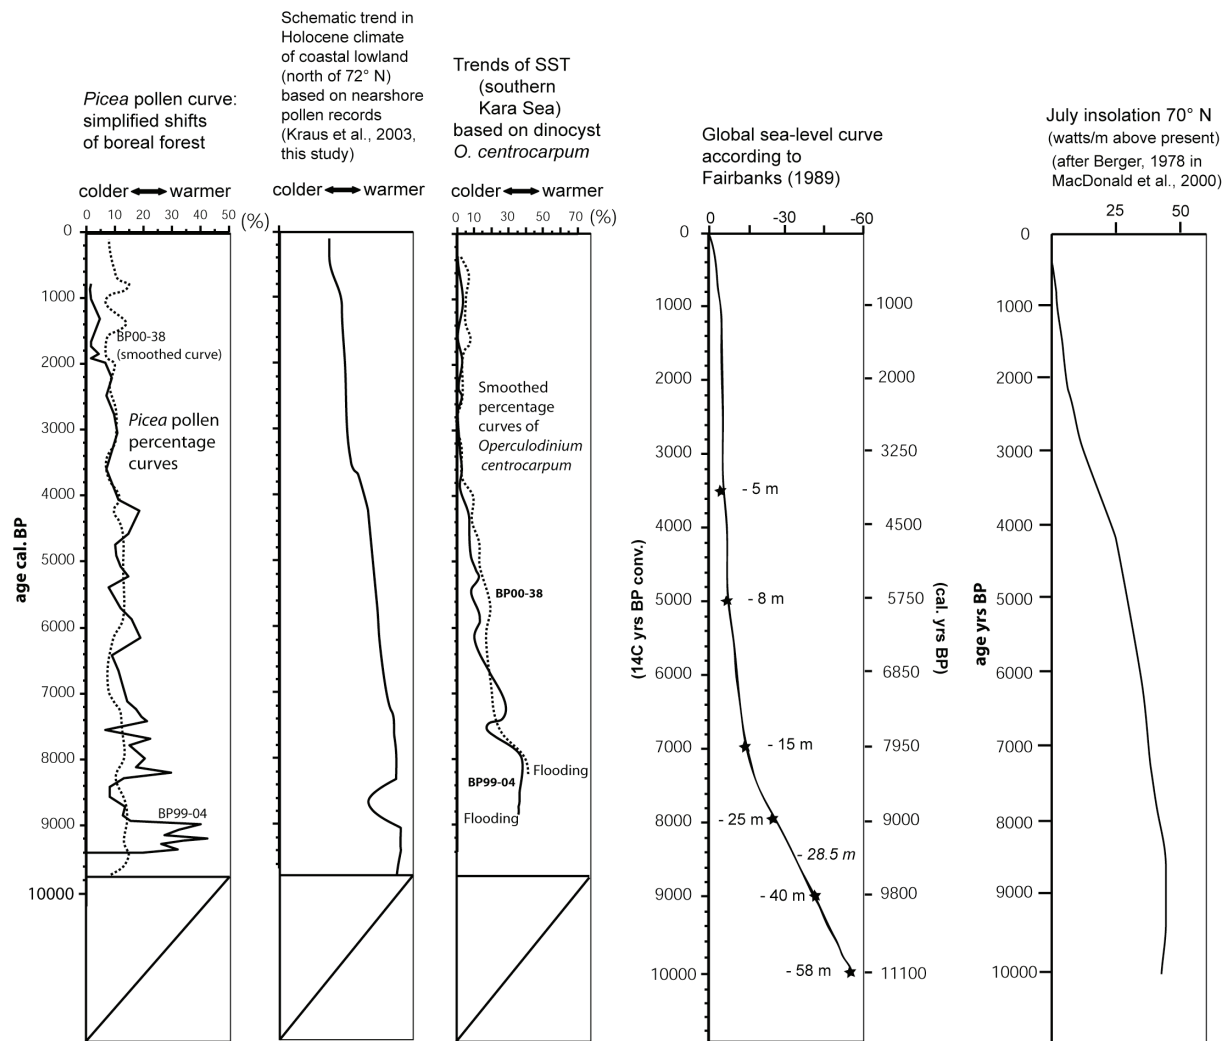 Picea pollen curve:
simplified shifts
of boreal forest
colder warmer
0 10 20 30 40 50 (%)
Schematic trend in
Holocene climate
of coastal lowland
(north of 72° N)
based on nearshore
pollen records
(Kraus et al., 2003,
this study)
colder warmer
Trends of SST
(southern
Kara Sea)
based on dinocyst
O. centrocarpum
colder warmer
0 10 30 50 70 (%)
Global sea-level curve
according to
Fairbanks (1989)
0 -30 -60
July insolation 70° N
(watts/m above present)
(after Berger, 1978 in
MacDonald et al., 2000)
25 50
age cal. BP
0
1000
2000
3000
4000
5000
6000
7000
8000
9000
10000
BP00-38
(smoothed curve)
Picea pollen
percentage
curves
BP99-04
Smoothed
percentage
curves of
Operculodinium
centrocarpum
BP00-38
Flooding
BP99-04
Flooding
(14C yrs BP conv.)
0
1000
2000
3000
4000
5000
6000
7000
8000
9000
10000
- 5 m
- 8 m
- 15 m
- 25 m
- 28.5 m
- 40 m
- 58 m
1000
2000
3250
4500
5750
6850
7950
9000
9800
11100
(cal. yrs BP)
age yrs BP
0
1000
2000
3000
4000
5000
6000
7000
8000
9000
10000